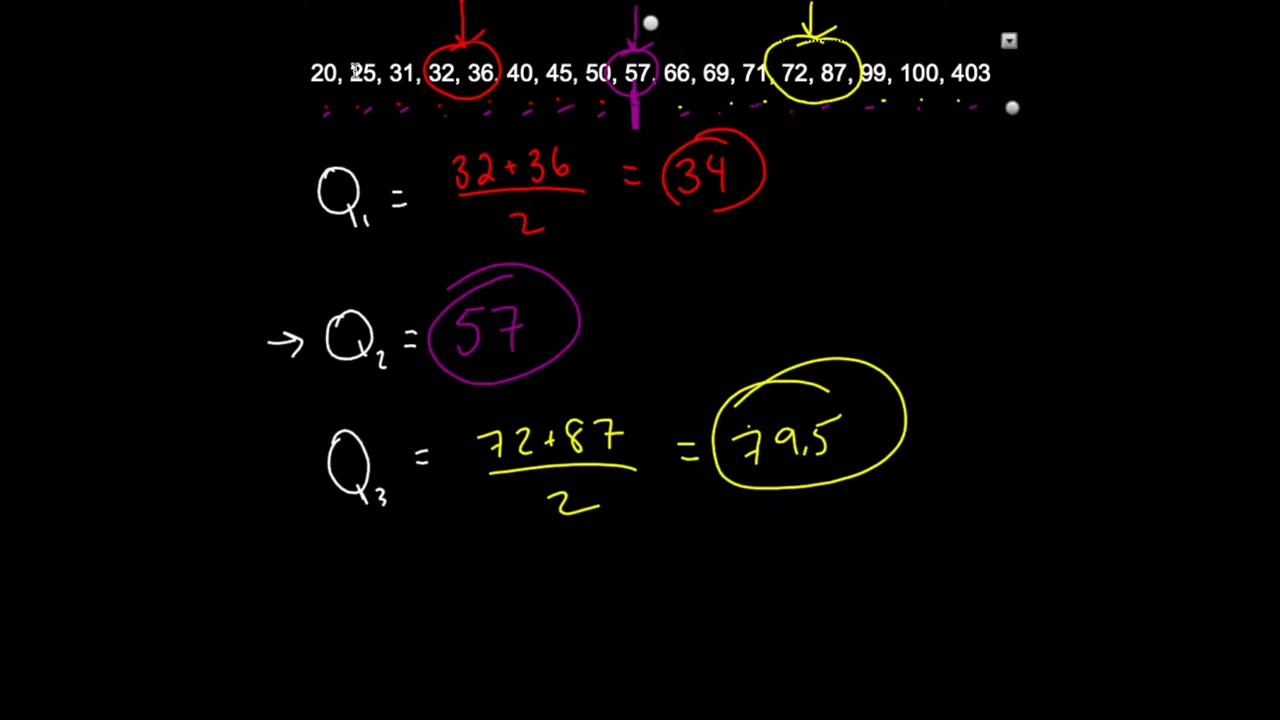 20, 25, 31, 32, 36, 40, 45, 50, 57, 66, 69, 71, 72, 87, 99, 100, 403
Q1 = 32+36 / 2 = 34
→ Q2 = 57
Q3 = 72+87 / 2 = 79.5